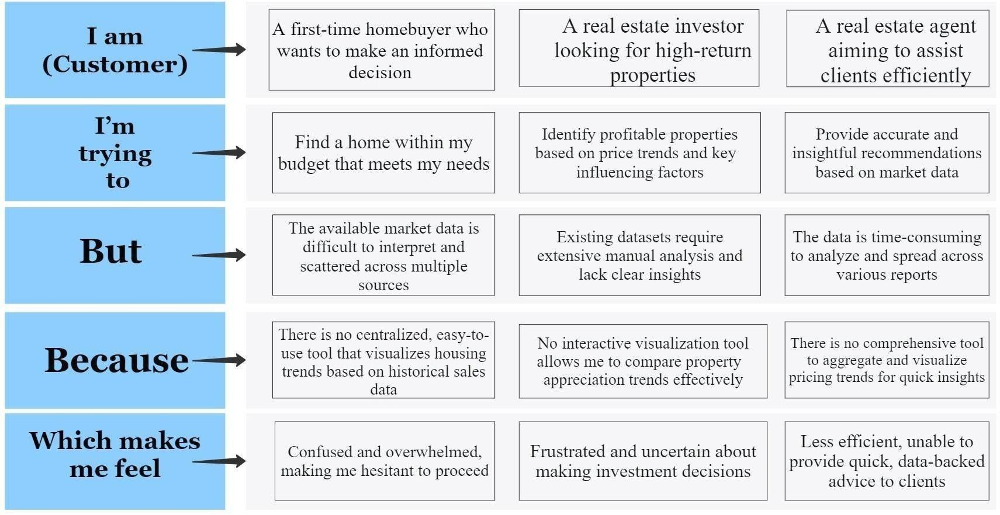 I am
(Customer)
A first-time homebuyer who
wants to make an informed
decision
A real estate investor
looking for high-return
properties
A real estate agent
aiming to assist
clients efficiently
I’m
trying
to
Find a home within my
budget that meets my needs
Identify profitable properties
based on price trends and key
influencing factors
Provide accurate and
insightful recommendations
based on market data
But
The available market data is
difficult to interpret and
scattered across multiple
sources
Existing datasets require
extensive manual analysis and
lack clear insights
The data is time-consuming
to analyze and spread across
various reports
Because
There is no centralized, easy-to-
use tool that visualizes housing
trends based on historical sales
data
No interactive visualization tool
allows me to compare property
appreciation trends effectively
There is no comprehensive tool
to aggregate and visualize
pricing trends for quick insights
Which makes
me feel
Confused and overwhelmed,
making me hesitant to proceed
Frustrated and uncertain about
making investment decisions
Less efficient, unable to
provide quick, data-backed
advice to clients